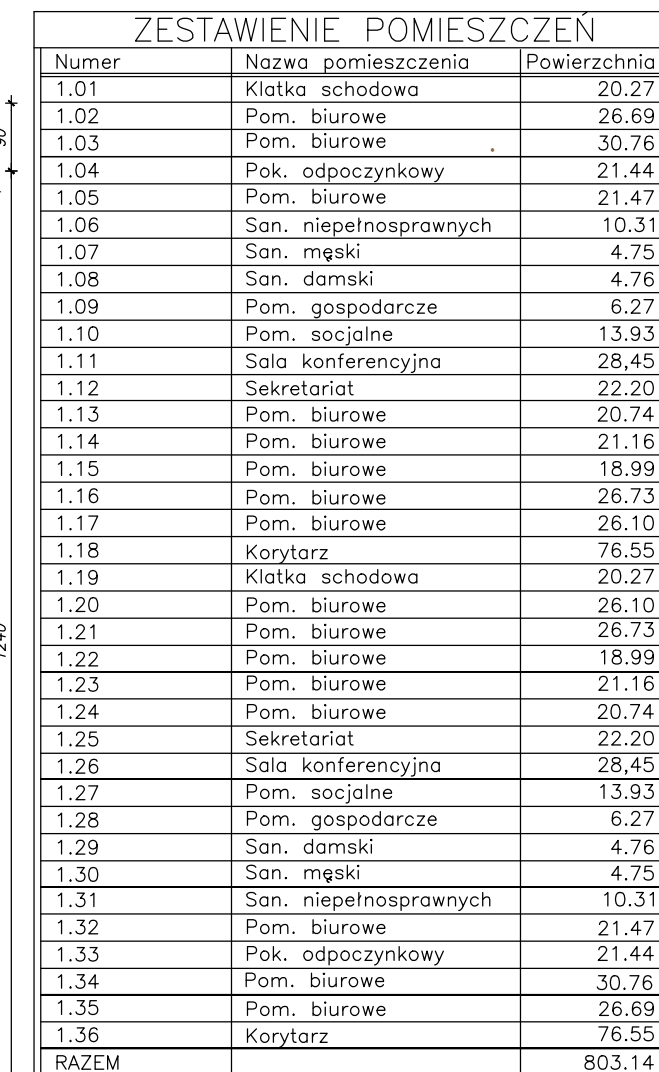 ZESTAWIENIE POMIESZCZEŃ
Numer Nazwa pomieszczenia Powierzchnia
1.01 Klatka schodowa 20.27
1.02 Pom. biurowe 26.69
1.03 Pom. biurowe 30.76
1.04 Pok. odpoczynkowy 21.44
1.05 Pom. biurowe 21.47
1.06 San. niepełnosprawnych 10.31
1.07 San. męski 4.75
1.08 San. damski 4.76
1.09 Pom. gospodarcze 6.27
1.10 Pom. socjalne 13.93
1.11 Sala konferencyjna 28,45
1.12 Sekretariat 22.20
1.13 Pom. biurowe 20.74
1.14 Pom. biurowe 21.16
1.15 Pom. biurowe 18.99
1.16 Pom. biurowe 26.73
1.17 Pom. biurowe 26.10
1.18 Korytarz 76.55
1.19 Klatka schodowa 20.27
1.20 Pom. biurowe 26.10
1.21 Pom. biurowe 26.73
1.22 Pom. biurowe 18.99
1.23 Pom. biurowe 21.16
1.24 Pom. biurowe 20.74
1.25 Sekretariat 22.20
1.26 Sala konferencyjna 28,45
1.27 Pom. socjalne 13.93
1.28 Pom. gospodarcze 6.27
1.29 San. damski 4.76
1.30 San. męski 4.75
1.31 San. niepełnosprawnych 10.31
1.32 Pom. biurowe 21.47
1.33 Pok. odpoczynkowy 21.44
1.34 Pom. biurowe 30.76
1.35 Pom. biurowe 26.69
1.36 Korytarz 76.55
RAZEM 803.14
90
1240